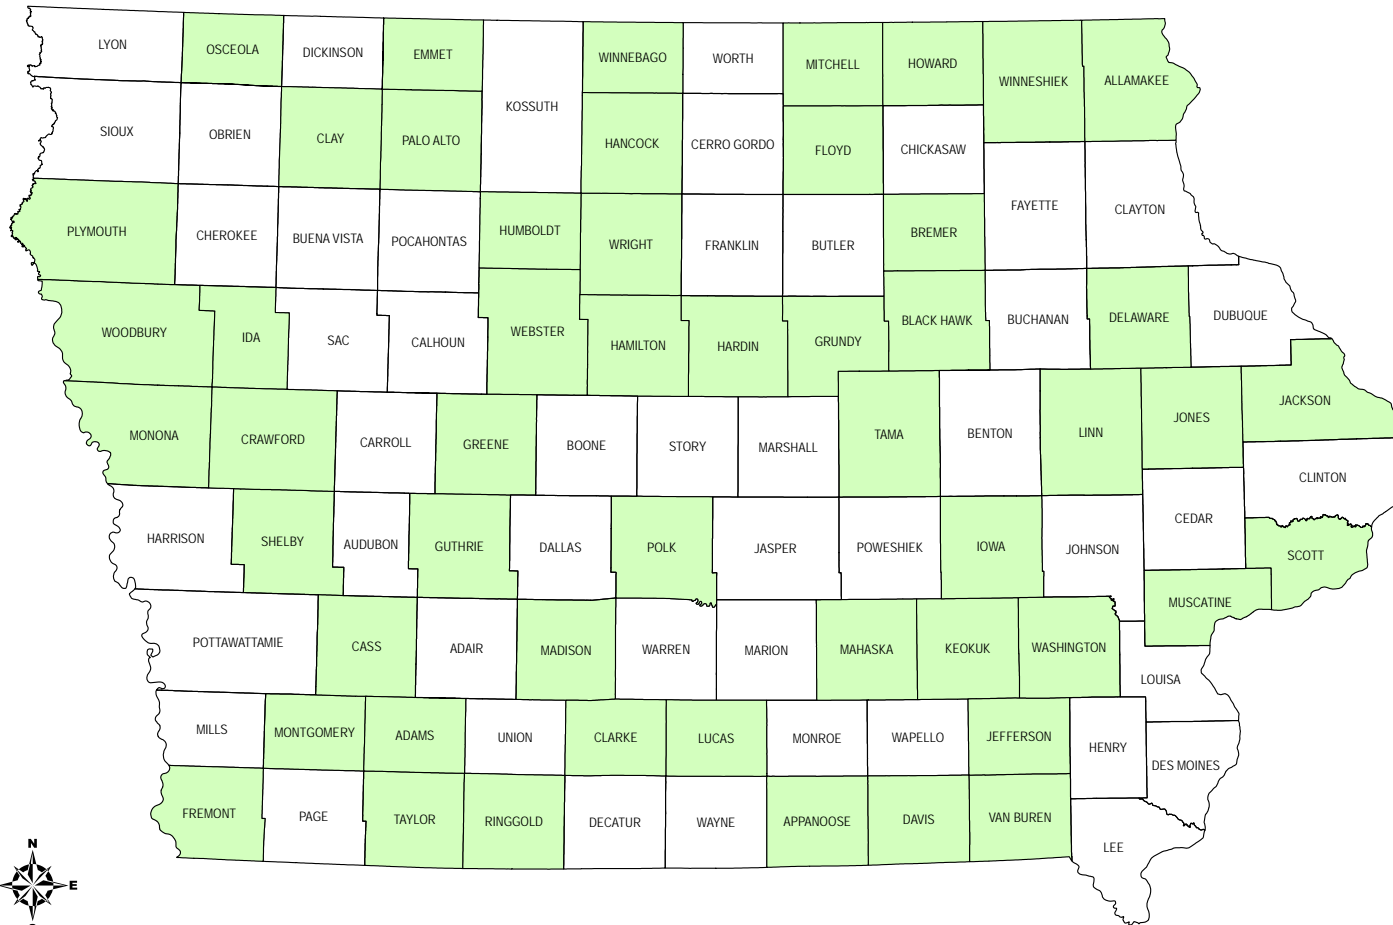 LYON
OSCEOLA
DICKINSON
EMMET
KOSSUTH
WINNEBAGO
WORTH
MITCHELL
HOWARD
WINNESHIEK
ALLAMAKEE
SIOUX
OBRIEN
CLAY
PALO ALTO
HANCOCK
CERRO GORDO
FLOYD
CHICKASAW
FAYETTE
CLAYTON
PLYMOUTH
CHEROKEE
BUENA VISTA
POCAHONTAS
HUMBOLDT
WRIGHT
FRANKLIN
BUTLER
BREMER
WOODBURY
IDA
SAC
CALHOUN
WEBSTER
HAMILTON
HARDIN
GRUNDY
BLACK HAWK
BUCHANAN
DELAWARE
DUBUQUE
MONONA
CRAWFORD
CARROLL
GREENE
BOONE
STORY
MARSHALL
TAMA
BENTON
LINN
JONES
JACKSON
CLINTON
HARRISON
SHELBY
AUDUBON
GUTHRIE
DALLAS
POLK
JASPER
POWESHIEK
IOWA
JOHNSON
CEDAR
SCOTT
MUSCATINE
POTTAWATTAMIE
CASS
ADAIR
MADISON
WARREN
MARION
MAHASKA
KEOKUK
WASHINGTON
LOUISA
MILLS
MONTGOMERY
ADAMS
UNION
CLARKE
LUCAS
MONROE
WAPELLO
JEFFERSON
HENRY
DES MOINES
FREMONT
PAGE
TAYLOR
RINGGOLD
DECATUR
WAYNE
APPANOOSE
DAVIS
VAN BUREN
LEE
N
E